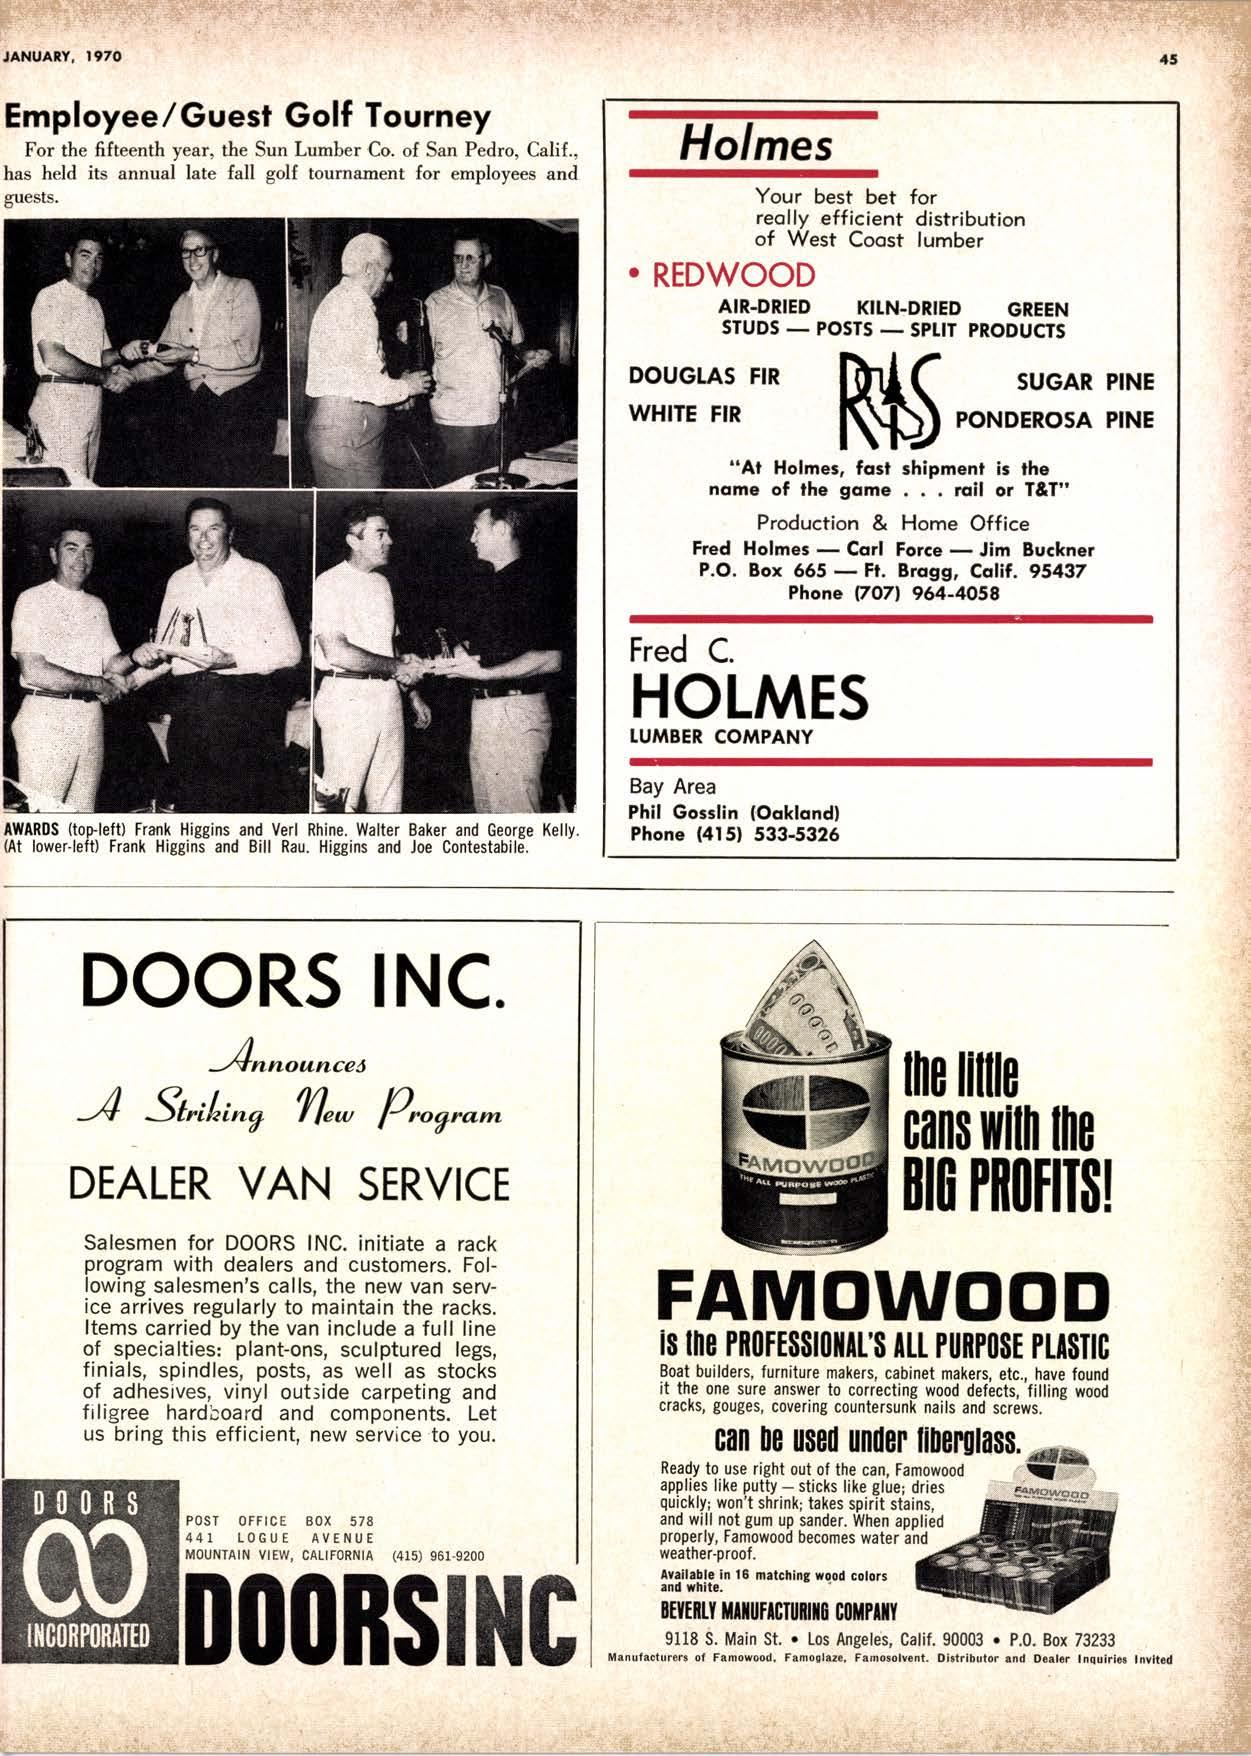 JANUARY, 1970
45
Employee/Guest Golf Tourney
For the fifteenth year, the Sun Lumber Co. of San Pedro, Calif.,
has held its annual late fall golf tournament for employees and
guests.
AWARDS (top-left) Frank Higgins and Verl Rhine. Walter Baker and George Kelly.
(At lower-left) Frank Higgins and Bill Rau. Higgins and Joe Contestabile.
Holmes
Your best bet for
really efficient distribution
of West Coast lumber
• REDWOOD
AIR-DRIED KILN-DRIED GREEN
STUDS — POSTS — SPLIT PRODUCTS
DOUGLAS FIR
WHITE FIR
RIS
SUGAR PINE
PONDEROSA PINE
"At Holmes, fast shipment is the
name of the game . . . rail or T&T"
Production & Home Office
Fred Holmes — Carl Force — Jim Buckner
P.O. Box 665 — Ft. Bragg, Calif. 95437
Phone (707) 964-4058
Fred C.
HOLMES
LUMBER COMPANY
Bay Area
Phil Gosslin (Oakland)
Phone (415) 533-5326
DOORS INC.
Announces
A Striking New Program
DEALER VAN SERVICE
Salesmen for DOORS INC. initiate a rack
program with dealers and customers. Fol-
lowing salesmen's calls, the new van serv-
ice arrives regularly to maintain the racks.
Items carried by the van include a full line
of specialties: plant-ons, sculptured legs,
finials, spindles, posts, as well as stocks
of adhesives, vinyl outside carpeting and
filigree hardboard and components. Let
us bring this efficient, new service to you.
DOORS
INCORPORATED
POST OFFICE BOX 578
441 LOGUE AVENUE
MOUNTAIN VIEW, CALIFORNIA (415) 961-9200
DOORSINC
FAMOWOOD
THE ALL PURPOSE WOOD PLASTIC
the little
cans with the
BIG PROFITS!
FAMOWOOD
is the PROFESSIONAL'S ALL PURPOSE PLASTIC
Boat builders, furniture makers, cabinet makers, etc., have found
it the one sure answer to correcting wood defects, filling wood
cracks, gouges, covering countersunk nails and screws.
can be used under fiberglass.
Ready to use right out of the can, Famowood
applies like putty — sticks like glue; dries
quickly; won't shrink; takes spirit stains,
and will not gum up sander. When applied
properly, Famowood becomes water and
weather-proof.
Available in 16 matching wood colors
and white.
FAMOWOOD
BEVERLY MANUFACTURING COMPANY
9118 S. Main St. • Los Angeles, Calif. 90003 • P.O. Box 73233
Manufacturers of Famowood, Famoglaze, Famosolvent. Distributor and Dealer Inquiries Invited